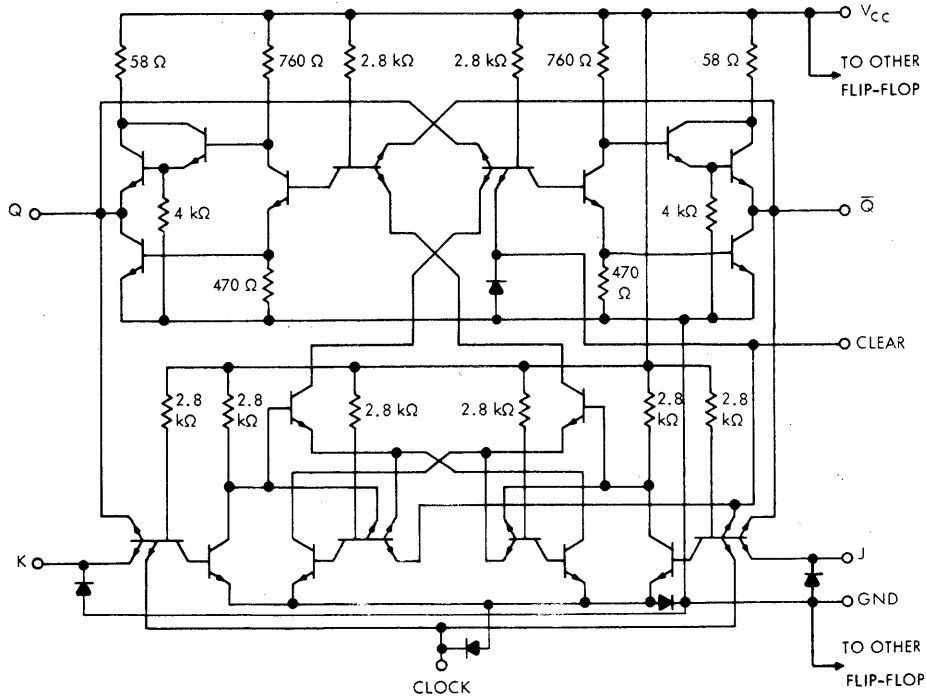 V CC
58 Ω
760 Ω
2.8 kΩ
2.8 kΩ
760 Ω
58 Ω
TO OTHER
FLIP-FLOP
Q
4 kΩ
4 kΩ
Q̅
470 Ω
470
Ω
CLEAR
2.8
kΩ
2.8
kΩ
2.8 kΩ
2.8 kΩ
2.8
kΩ
2.8
kΩ
K
J
GND
TO OTHER
FLIP-FLOP
CLOCK